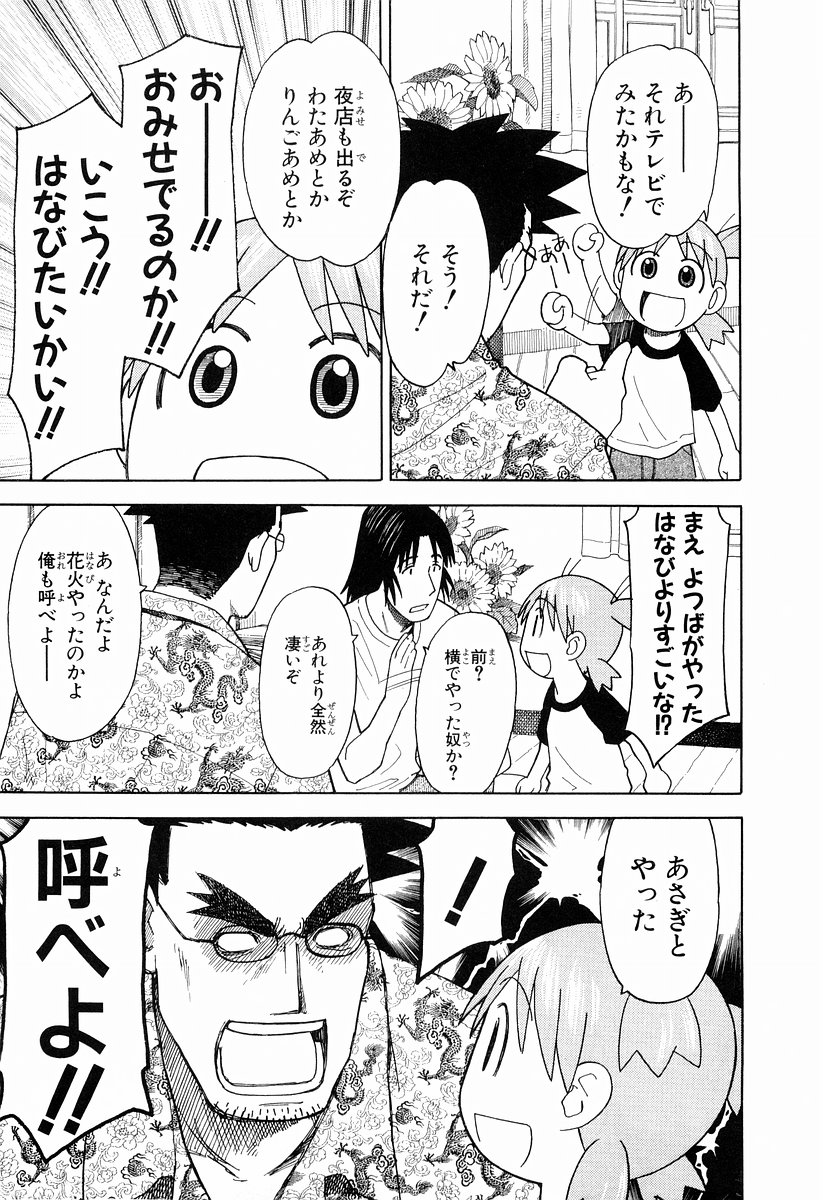 あ――
それテレビで
みたかもな!
あぁー
あぁー
そう!
それだ!
夜店も出るぞ
わたあめとか
りんごあめとか
お――!!
おみせでるのか!!
いこう!!
はなびたいかい!!
まえ よつばがやった
はなびよりすごいな!?
前?
横でやった奴か?
あれより全然
凄いぞ
あ なんだよ
花火やったのかよ
俺も呼べよ――
あさぎと
やった
!
呼べよ!!